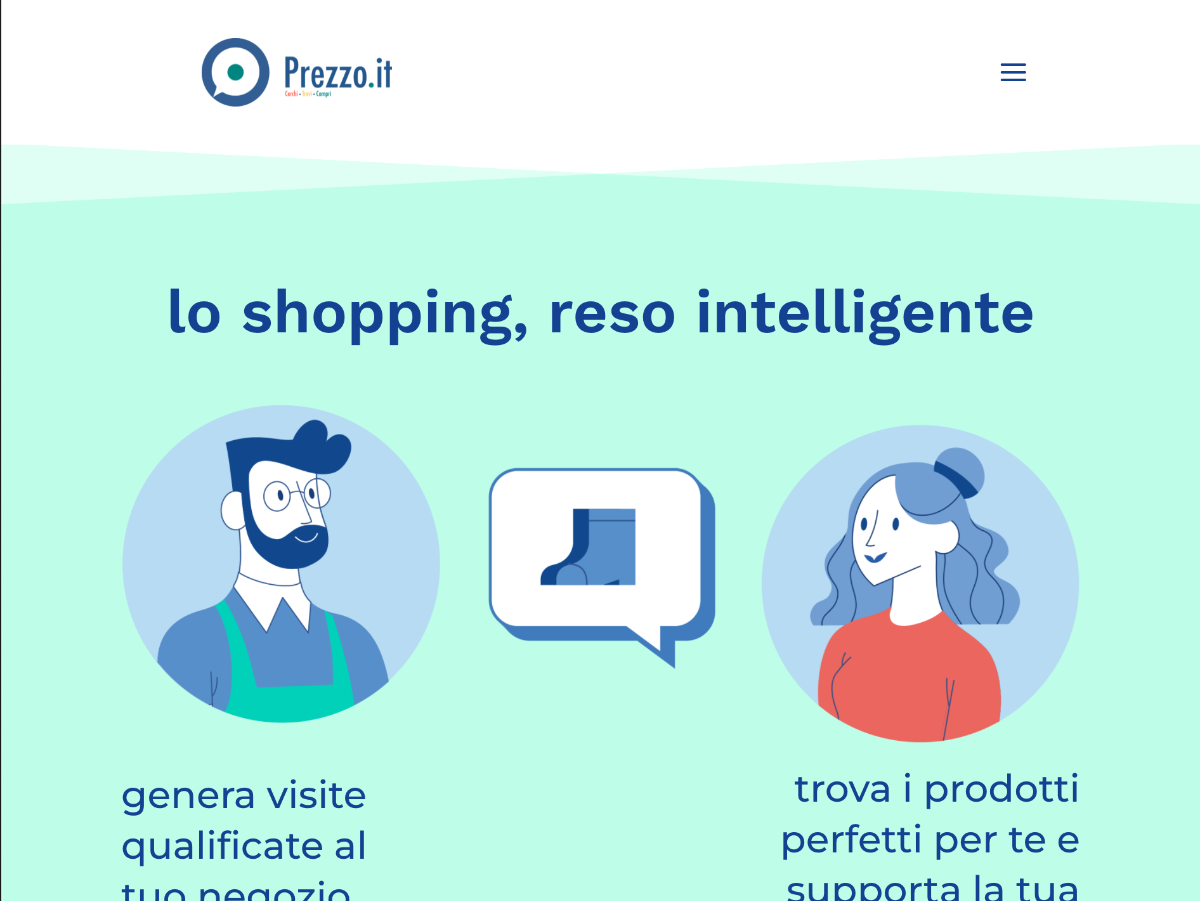 Prezzo.it
Cerchi • Trovi • Compri
lo shopping, reso intelligente
genera visite
qualificate al
tuo negozio
trova i prodotti
perfetti per te e
supporta la tua